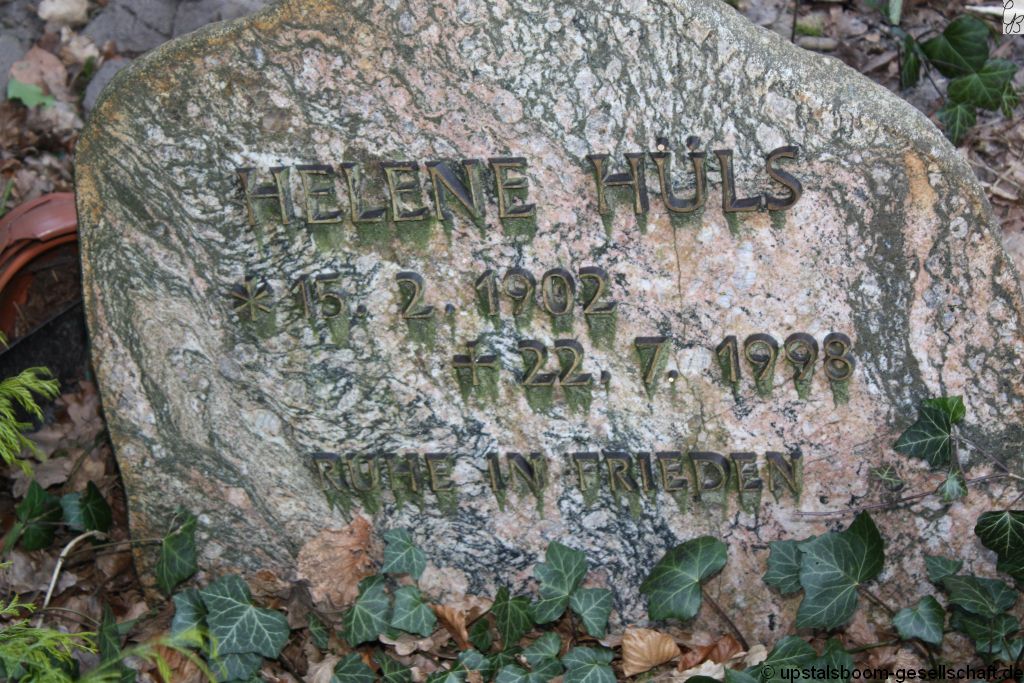 HELENE HÜLS
* 15. 2. 1902
† 22. 7. 1998
RUHE IN FRIEDEN
© upstalsboom-gesellschaft.de